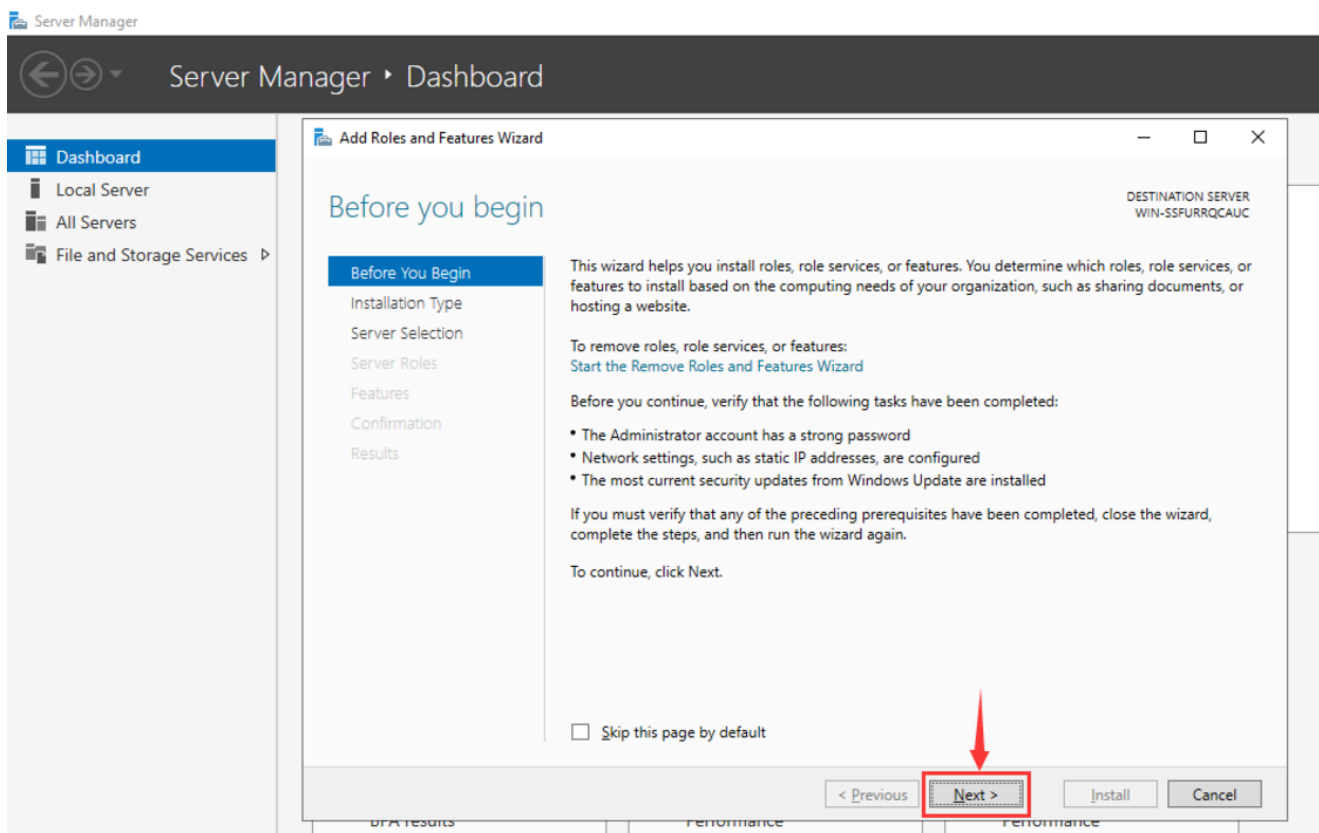 Server Manager
Server Manager ‣ Dashboard
Dashboard
Local Server
All Servers
File and Storage Services
Add Roles and Features Wizard
Before you begin
DESTINATION SERVER
WIN-SSFURRQCAUC
Before You Begin
Installation Type
Server Selection
Server Roles
Features
Confirmation
Results
This wizard helps you install roles, role services, or features. You determine which roles, role services, or
features to install based on the computing needs of your organization, such as sharing documents, or
hosting a website.
To remove roles, role services, or features:
Start the Remove Roles and Features Wizard
Before you continue, verify that the following tasks have been completed:
• The Administrator account has a strong password
• Network settings, such as static IP addresses, are configured
• The most current security updates from Windows Update are installed
If you must verify that any of the preceding prerequisites have been completed, close the wizard,
complete the steps, and then run the wizard again.
To continue, click Next.
Skip this page by default
< Previous
Next >
Install
Cancel
BPA results
Performance
Performance